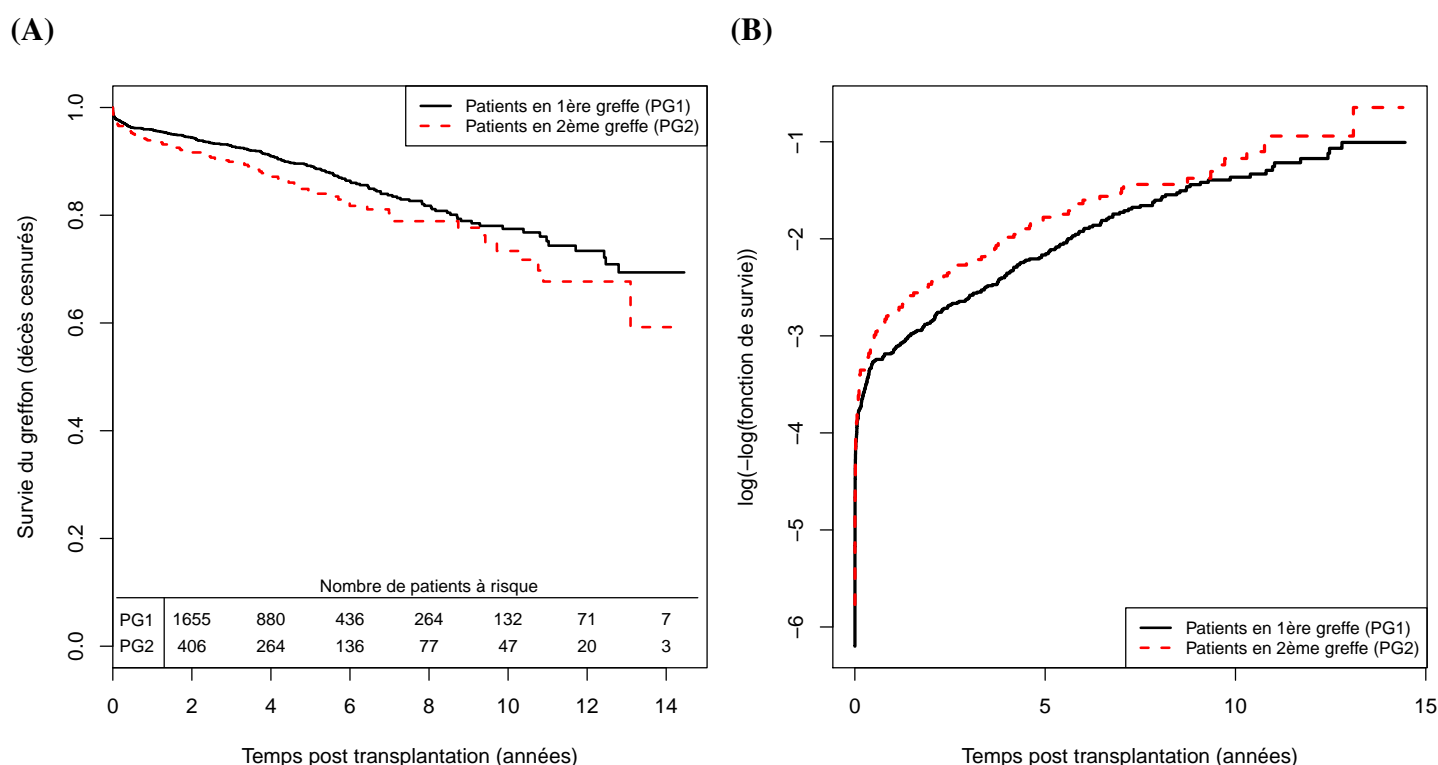 (A)
Survie du greffon (décès cesnurés)
1.0
0.8
0.6
0.4
0.2
0.0
Patients en 1ère greffe (PG1)
Patients en 2ème greffe (PG2)
Nombre de patients à risque
PG1 1655 880 436 264 132 71 7
PG2 406 264 136 77 47 20 3
0 2 4 6 8 10 12 14
Temps post transplantation (années)
(B)
log(−log(fonction de survie))
−1
−2
−3
−4
−5
−6
Patients en 1ère greffe (PG1)
Patients en 2ème greffe (PG2)
0 5 10 15
Temps post transplantation (années)